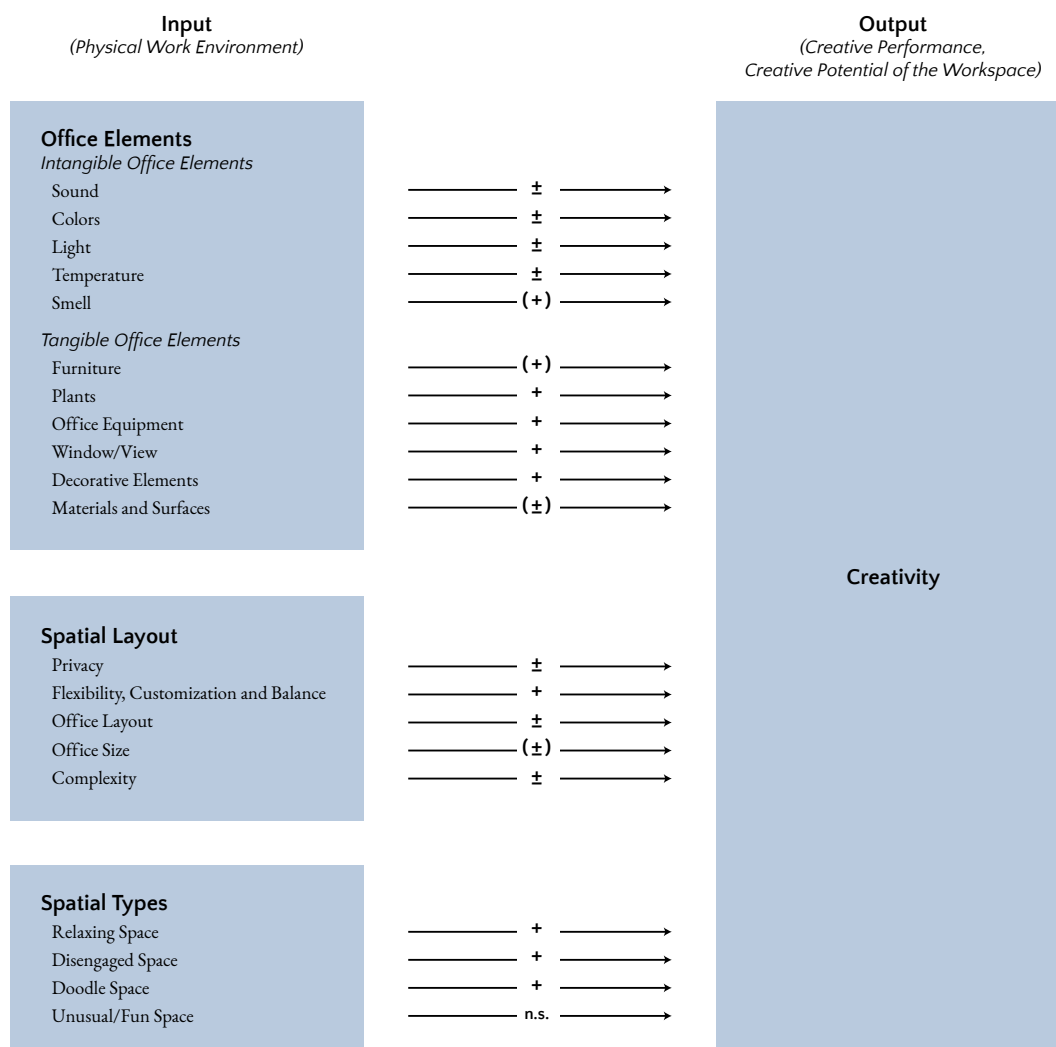 Input
(Physical Work Environment)
Output
(Creative Performance,
Creative Potential of the Workspace)
Office Elements
Intangible Office Elements
Sound ±
Colors ±
Light ±
Temperature ±
Smell (+)
Tangible Office Elements
Furniture (+)
Plants +
Office Equipment +
Window/View +
Decorative Elements +
Materials and Surfaces (±)
Creativity
Spatial Layout
Privacy ±
Flexibility, Customization and Balance +
Office Layout ±
Office Size (±)
Complexity ±
Spatial Types
Relaxing Space +
Disengaged Space +
Doodle Space +
Unusual/Fun Space n.s.